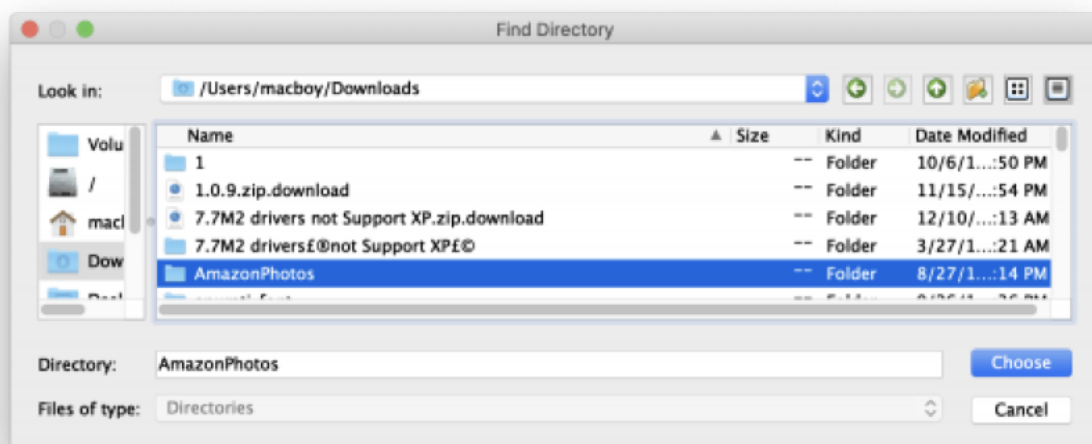 Find Directory
Look in: /Users/macboy/Downloads
Name Size Kind Date Modified
Volu
/
macl
Dow
1 -- Folder 10/6/1...:50 PM
1.0.9.zip.download -- Folder 11/15/...:54 PM
7.7M2 drivers not Support XP.zip.download -- Folder 12/10/...:13 AM
7.7M2 drivers£®not Support XP£© -- Folder 3/27/1...:21 AM
AmazonPhotos -- Folder 8/27/1...:14 PM
Directory: AmazonPhotos Choose
Files of type: Directories Cancel